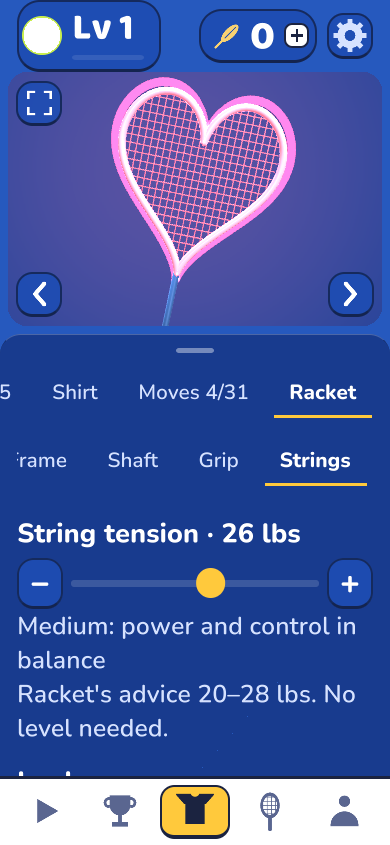 Lv 1
0
5 Shirt Moves 4/31 Racket
Frame Shaft Grip Strings
String tension · 26 lbs
Medium: power and control in
balance
Racket's advice 20–28 lbs. No
level needed.